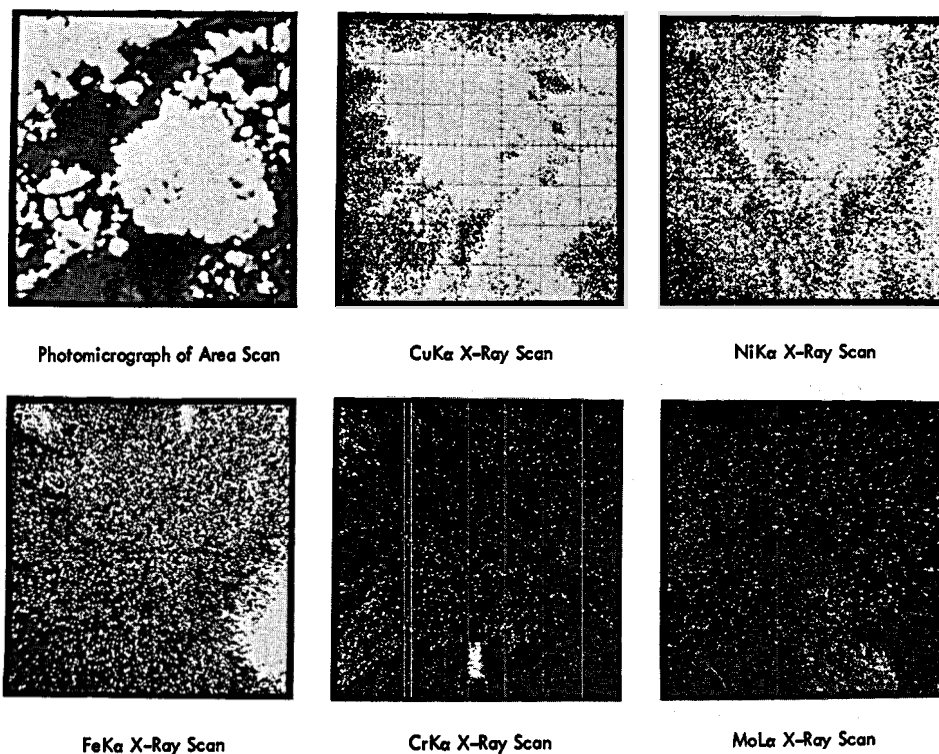 Photomicrograph of Area Scan
CuKα X-Ray Scan
NiKα X-Ray Scan
FeKα X-Ray Scan
CrKα X-Ray Scan
MoLα X-Ray Scan